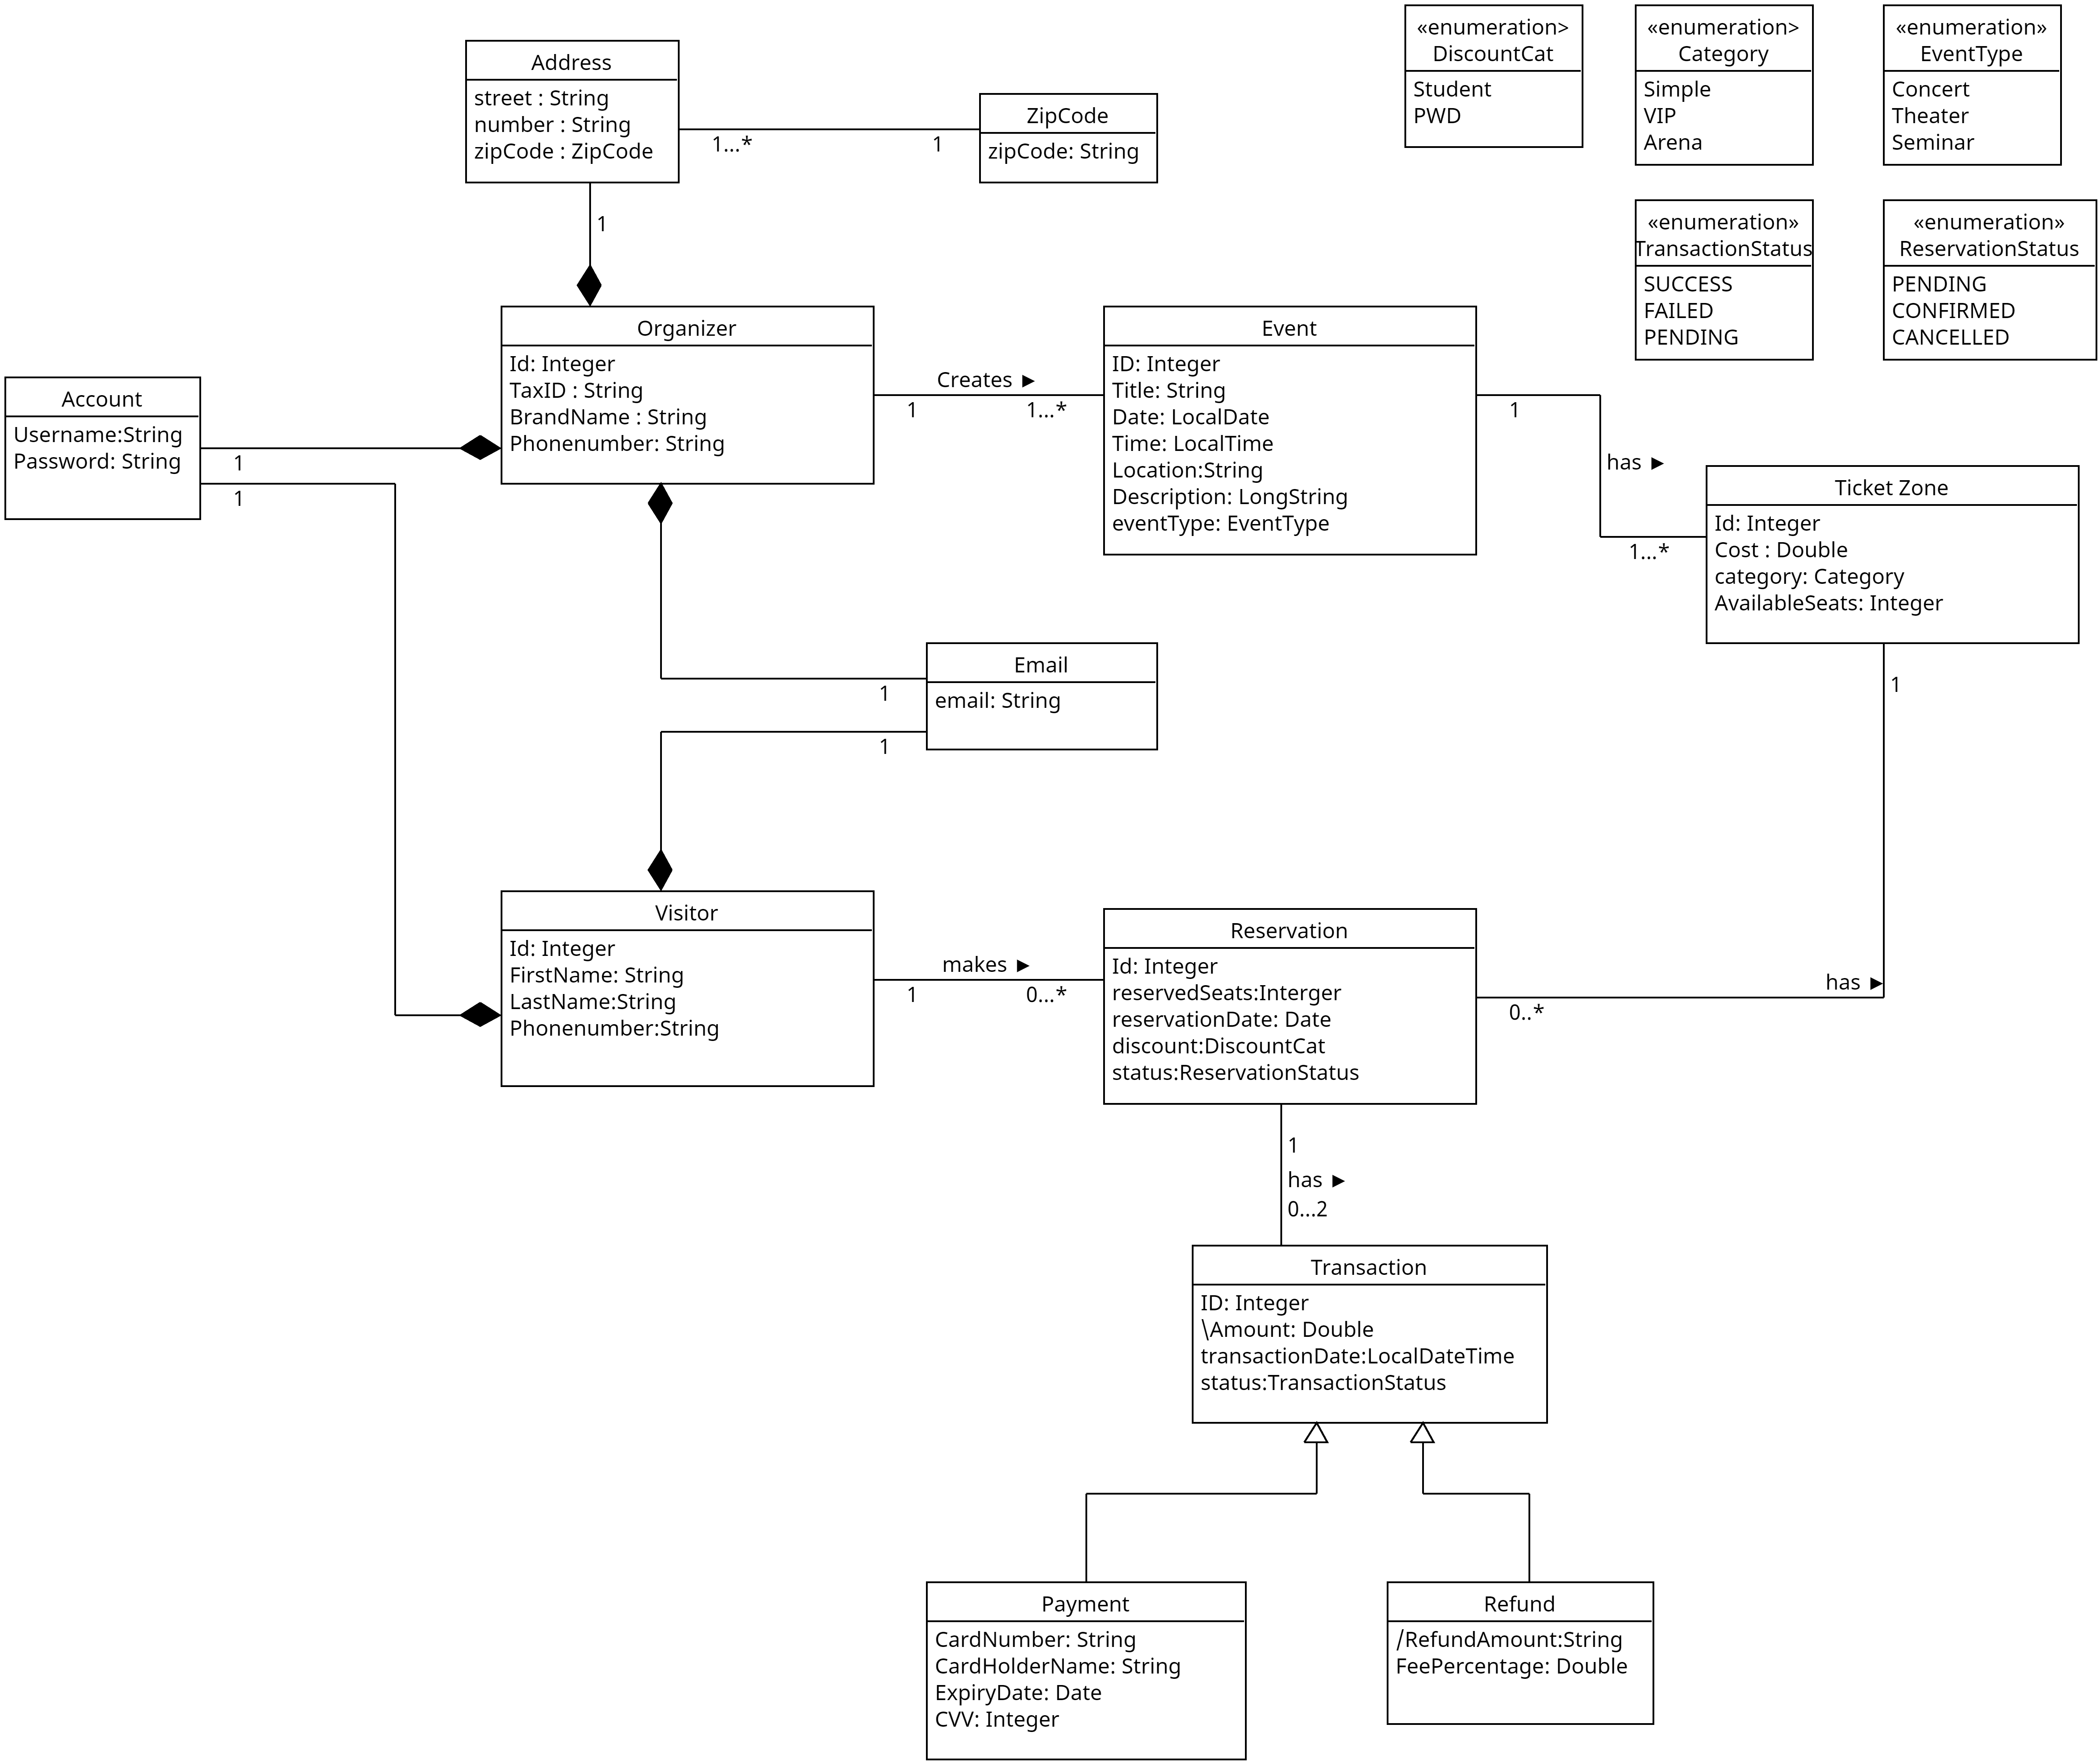 Address
street : String
number : String
zipCode : ZipCode
1...*
1
ZipCode
zipCode: String
«enumeration>
DiscountCat
Student
PWD
«enumeration>
Category
Simple
VIP
Arena
«enumeration»
EventType
Concert
Theater
Seminar
«enumeration»
TransactionStatus
SUCCESS
FAILED
PENDING
«enumeration»
ReservationStatus
PENDING
CONFIRMED
CANCELLED
1
Organizer
Id: Integer
TaxID : String
BrandName : String
Phonenumber: String
Account
Username:String
Password: String
1
1
Creates ►
1
1...*
Event
ID: Integer
Title: String
Date: LocalDate
Time: LocalTime
Location:String
Description: LongString
eventType: EventType
1
has ►
1...*
Ticket Zone
Id: Integer
Cost : Double
category: Category
AvailableSeats: Integer
1
Email
email: String
1
1
Visitor
Id: Integer
FirstName: String
LastName:String
Phonenumber:String
makes ►
1
0...*
Reservation
Id: Integer
reservedSeats:Interger
reservationDate: Date
discount:DiscountCat
status:ReservationStatus
has ►
0..*
1
has ►
0...2
Transaction
ID: Integer
\Amount: Double
transactionDate:LocalDateTime
status:TransactionStatus
Payment
CardNumber: String
CardHolderName: String
ExpiryDate: Date
CVV: Integer
Refund
/RefundAmount:String
FeePercentage: Double